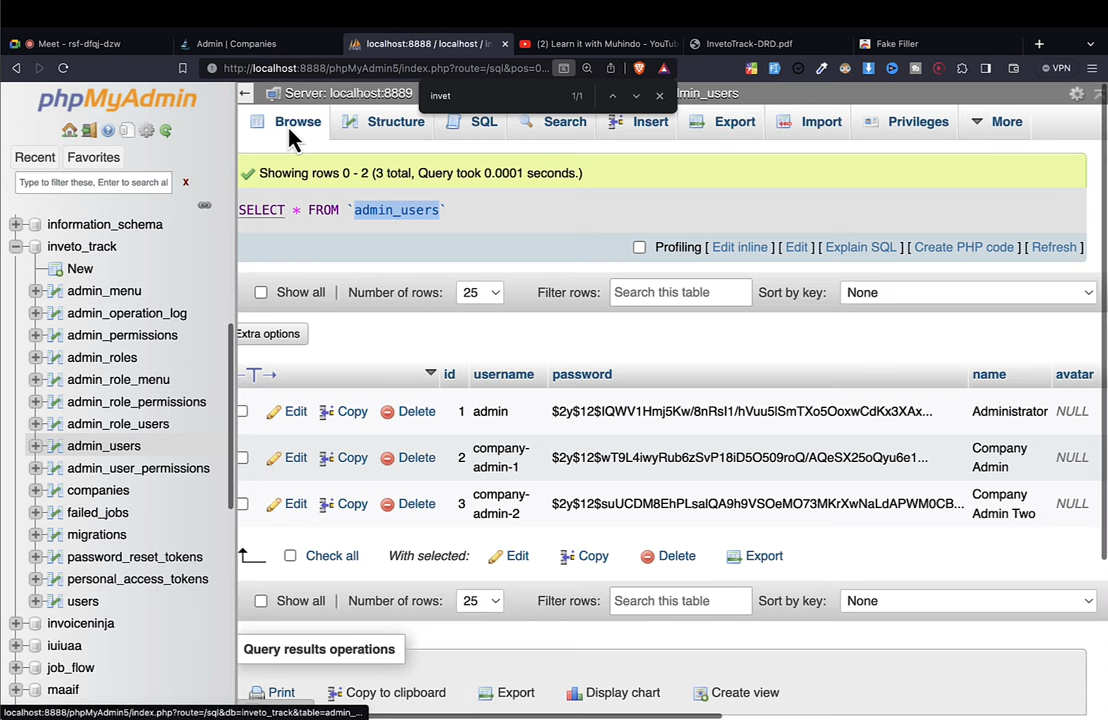 Meet - rsf-dfqj-dzw
Admin | Companies
localhost:8888 / localhost / in
(2) Learn it with Muhindo - YouTub
InvetoTrack-DRD.pdf
Fake Filler
http://localhost:8888/phpMyAdmin5/index.php?route=/sql&pos=0...
VPN
phpMyAdmin
Server: localhost:8889
invet
1/1
dmin_users
Browse
Structure
SQL
Search
Insert
Export
Import
Privileges
More
Recent
Favorites
Type to filter these, Enter to search al
x
Showing rows 0 - 2 (3 total, Query took 0.0001 seconds.)
SELECT * FROM `admin_users`
Profiling [ Edit inline ] [ Edit ] [ Explain SQL ] [ Create PHP code ] [ Refresh ]
information_schema
inveto_track
New
admin_menu
admin_operation_log
admin_permissions
admin_roles
admin_role_menu
admin_role_permissions
admin_role_users
admin_users
admin_user_permissions
companies
failed_jobs
migrations
password_reset_tokens
personal_access_tokens
users
invoiceninja
iuiuaa
job_flow
maaif
Show all
Number of rows: 25
Filter rows: Search this table
Sort by key: None
Extra options
id username password name avatar
Edit Copy Delete 1 admin $2y$12$IQWV1Hmj5Kw/8nRsI1/hVuu5lSmTXo5OoxwCdKx3XAx... Administrator NULL
Edit Copy Delete 2 company-admin-1 $2y$12$wT9L4iwyRub6zSvP18iD5O509roQ/AQeSX25oQyu6e1... Company Admin NULL
Edit Copy Delete 3 company-admin-2 $2y$12$suUCDM8EhPLsalQA9h9VSOeMO73MKrXwNaLdAPWM0CB... Company Admin Two NULL
Check all With selected: Edit Copy Delete Export
Show all
Number of rows: 25
Filter rows: Search this table
Sort by key: None
Query results operations
Print Copy to clipboard Export Display chart Create view
localhost:8888/phpMyAdmin5/index.php?route=/sql&db=inveto_track&table=admin_...